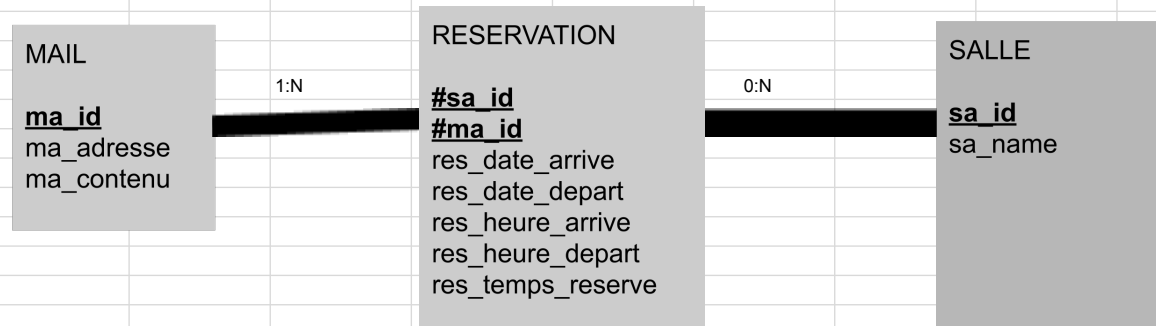 MAIL
ma_id
ma_adresse
ma_contenu
1:N
RESERVATION
#sa_id
#ma_id
res_date_arrive
res_date_depart
res_heure_arrive
res_heure_depart
res_temps_reserve
0:N
SALLE
sa_id
sa_name